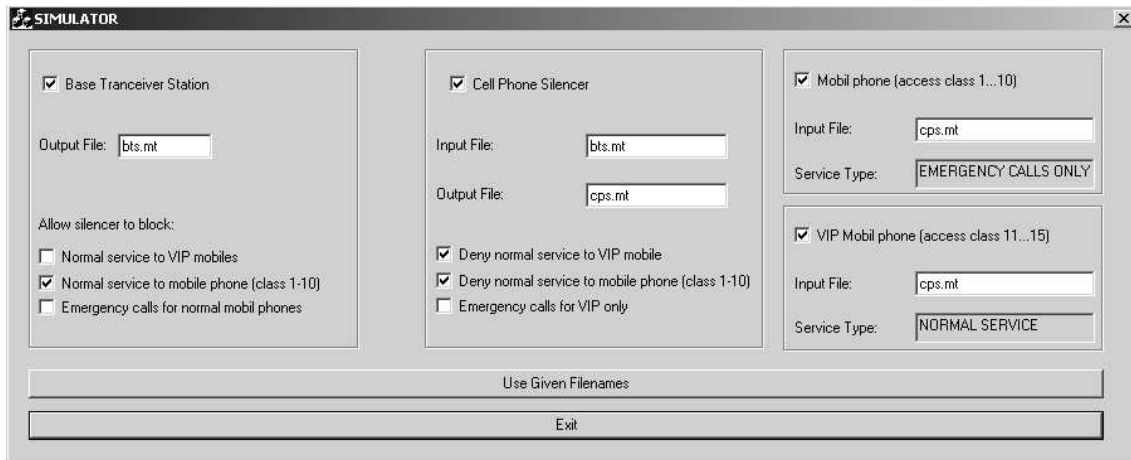 SIMULATOR
Base Tranceiver Station
Output File: bts.mt
Allow silencer to block:
Normal service to VIP mobiles
Normal service to mobile phone (class 1-10)
Emergency calls for normal mobil phones
Cell Phone Silencer
Input File: bts.mt
Output File: cps.mt
Deny normal service to VIP mobile
Deny normal service to mobile phone (class 1-10)
Emergency calls for VIP only
Mobil phone (access class 1...10)
Input File: cps.mt
Service Type: EMERGENCY CALLS ONLY
VIP Mobil phone (access class 11...15)
Input File: cps.mt
Service Type: NORMAL SERVICE
Use Given Filenames
Exit